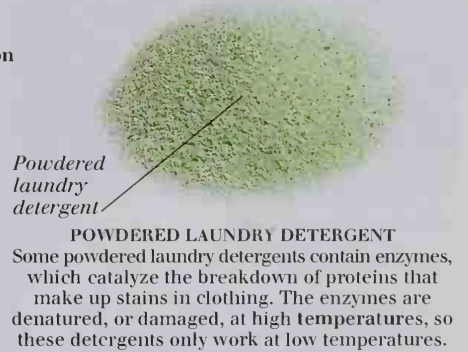 on
Powdered
laundry
detergent
POWDERED LAUNDRY DETERGENT
Some powdered laundry detergents contain enzymes,
which catalyze the breakdown of proteins that
make up stains in clothing. The enzymes are
denatured, or damaged, at high temperatures, so
these detergents only work at low temperatures.